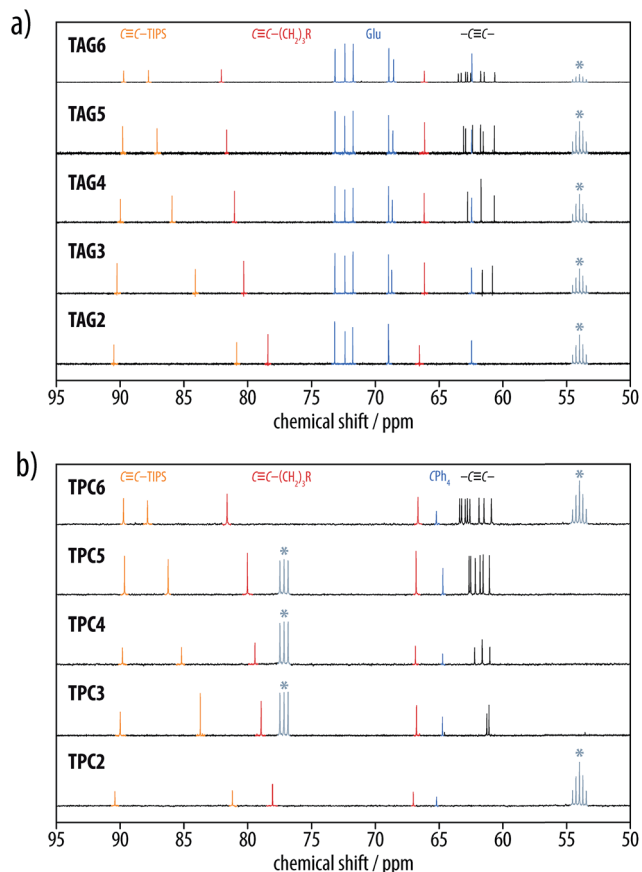 a)
C≡C–TIPS C≡C–(CH2)3R Glu –C≡C–
TAG6 *
TAG5 *
TAG4 *
TAG3 *
TAG2 *
95 90 85 80 75 70 65 60 55 50
chemical shift / ppm
b)
C≡C–TIPS C≡C–(CH2)3R CPh4 –C≡C–
TPC6 *
TPC5 *
TPC4 *
TPC3 *
TPC2 *
95 90 85 80 75 70 65 60 55 50
chemical shift / ppm